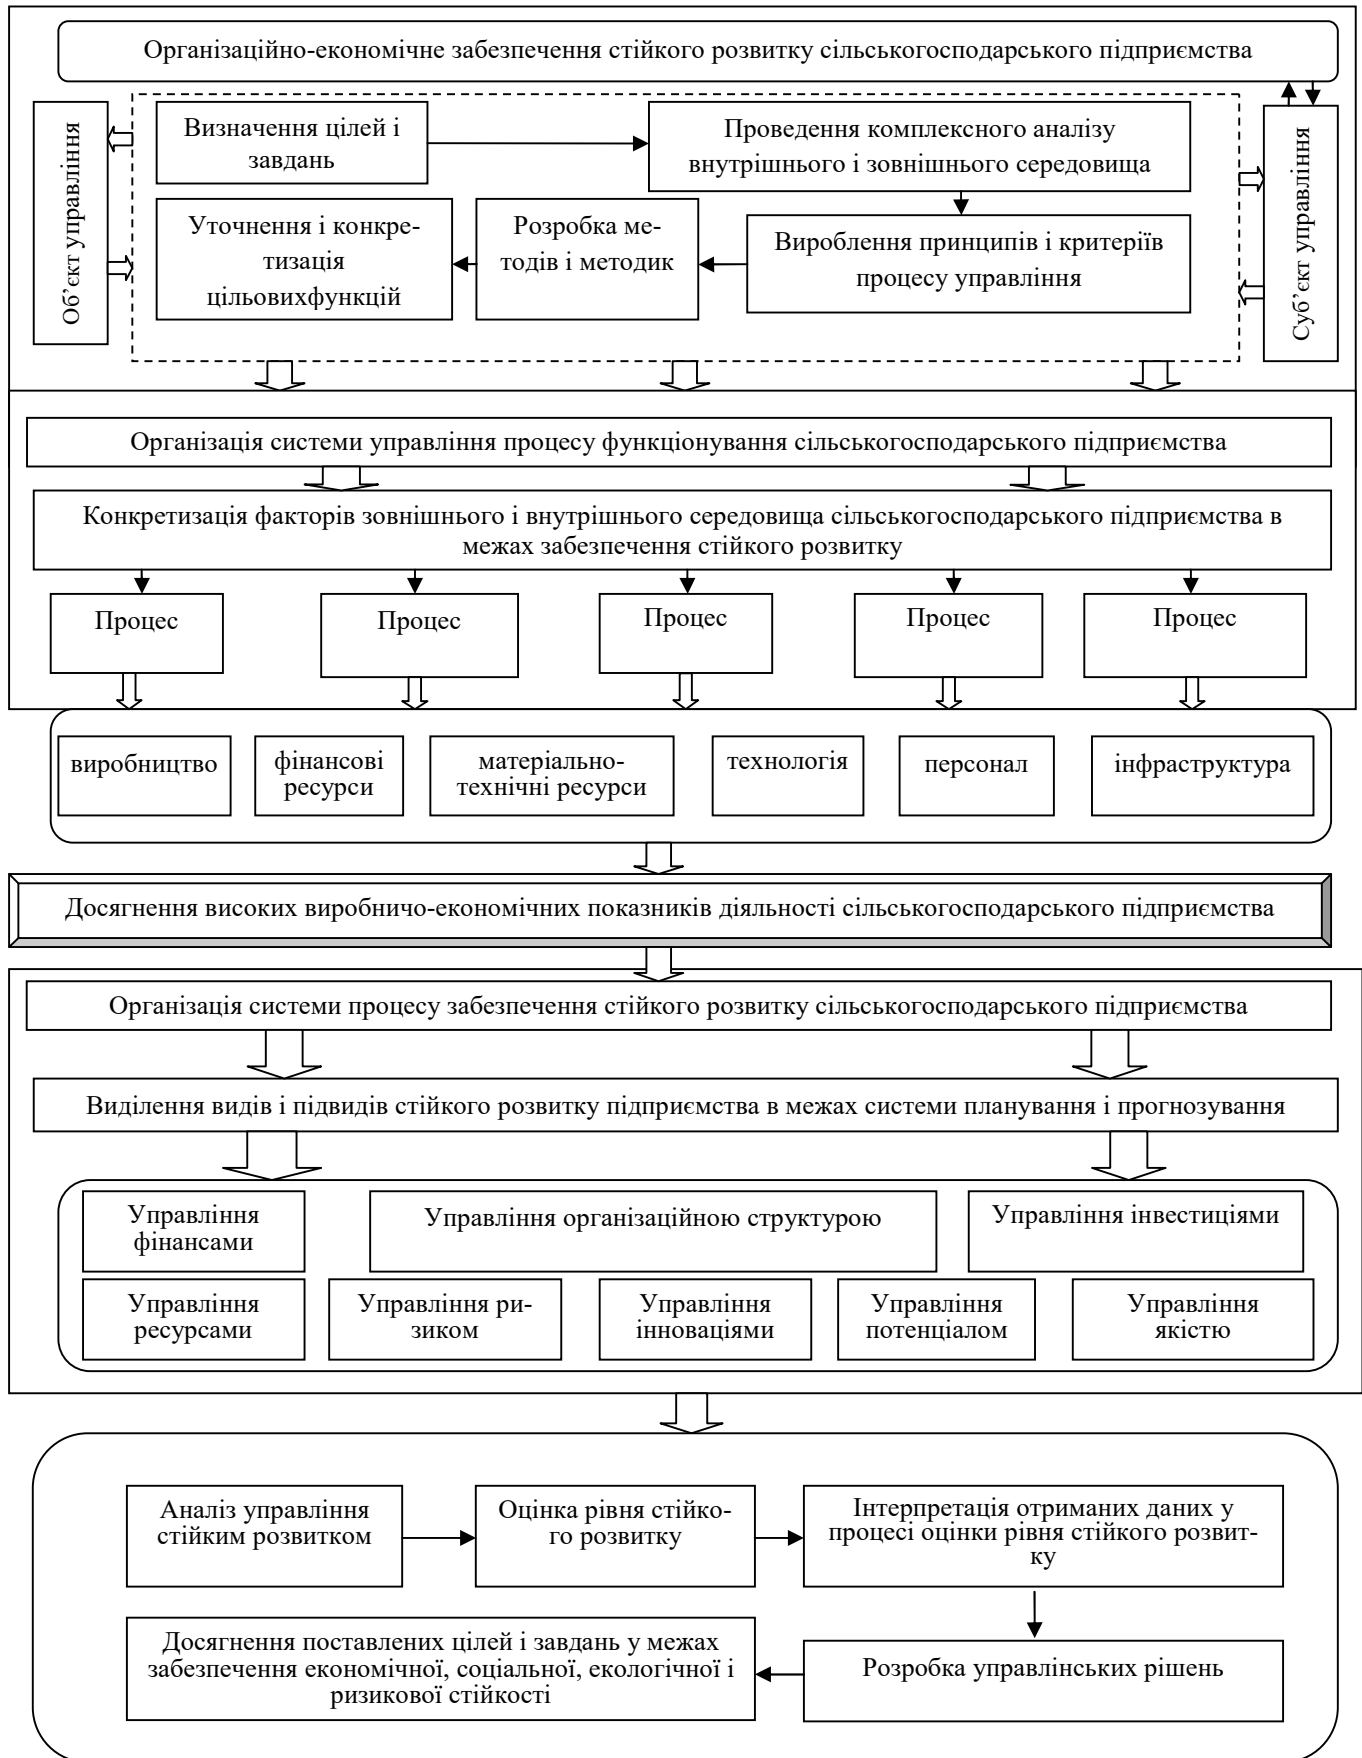 Організаційно-економічне забезпечення стійкого розвитку сільськогосподарського підприємства
Об’єкт управління
Визначення цілей і
завдань
Проведення комплексного аналізу
внутрішнього і зовнішнього середовища
Суб’єкт управління
Уточнення і конкре-
тизація
цільовихфункцій
Розробка ме-
тодів і методик
Вироблення принципів і критеріїв
процесу управління
Організація системи управління процесу функціонування сільськогосподарського підприємства
Конкретизація факторів зовнішнього і внутрішнього середовища сільськогосподарського підприємства в
межах забезпечення стійкого розвитку
Процес
Процес
Процес
Процес
Процес
виробництво
фінансові
ресурси
матеріально-
технічні ресурси
технологія
персонал
інфраструктура
Досягнення високих виробничо-економічних показників діяльності сільськогосподарського підприємства
Організація системи процесу забезпечення стійкого розвитку сільськогосподарського підприємства
Виділення видів і підвидів стійкого розвитку підприємства в межах системи планування і прогнозування
Управління
фінансами
Управління організаційною структурою
Управління інвестиціями
Управління
ресурсами
Управління ри-
зиком
Управління
інноваціями
Управління
потенціалом
Управління
якістю
Аналіз управління
стійким розвитком
Оцінка рівня стійко-
го розвитку
Інтерпретація отриманих даних у
процесі оцінки рівня стійкого розвит-
ку
Досягнення поставлених цілей і завдань у межах
забезпечення економічної, соціальної, екологічної і
ризикової стійкості
Розробка управлінських рішень